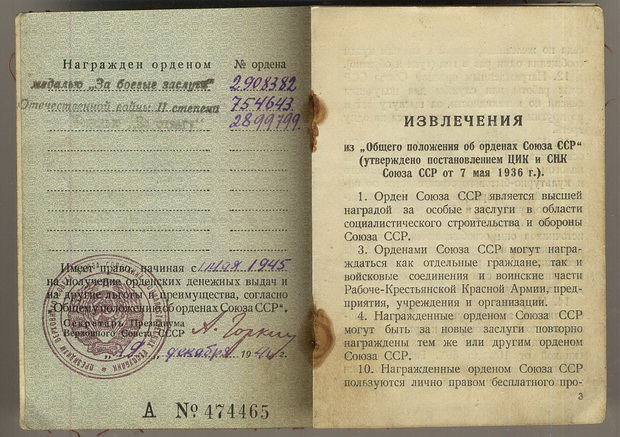 Награжден орденом № ордена
медалью „За боевые заслуги" 2908382
Отечественной войны II степени 754643
2899799
Имеет право, начиная с 1 мая 1945
на получение орденских денежных выдач и
на другие льготы и преимущества, согласно
„Общему положению об орденах Союза ССР".
Секретарь Президиума
Верховного Совета СССР А. Горкин
декабря 194 г.
А № 474465
ИЗВЛЕЧЕНИЯ
из „Общего положения об орденах Союза ССР"
(утверждено постановлением ЦИК и СНК
Союза ССР от 7 мая 1936 г.).
1. Орден Союза ССР является высшей
наградой за особые заслуги в области
социалистического строительства и обороны
Союза ССР.
3. Орденами Союза ССР могут награ-
ждаться как отдельные граждане, так и
войсковые соединения и воинские части
Рабоче-Крестьянской Красной Армии, пред-
приятия, учреждения и организации.
4. Награжденные орденом Союза ССР
могут быть за новые заслуги повторно
награждены тем же или другим орденом
Союза ССР.
10. Награжденные орденом Союза ССР
пользуются лично правом бесплатного про-
3